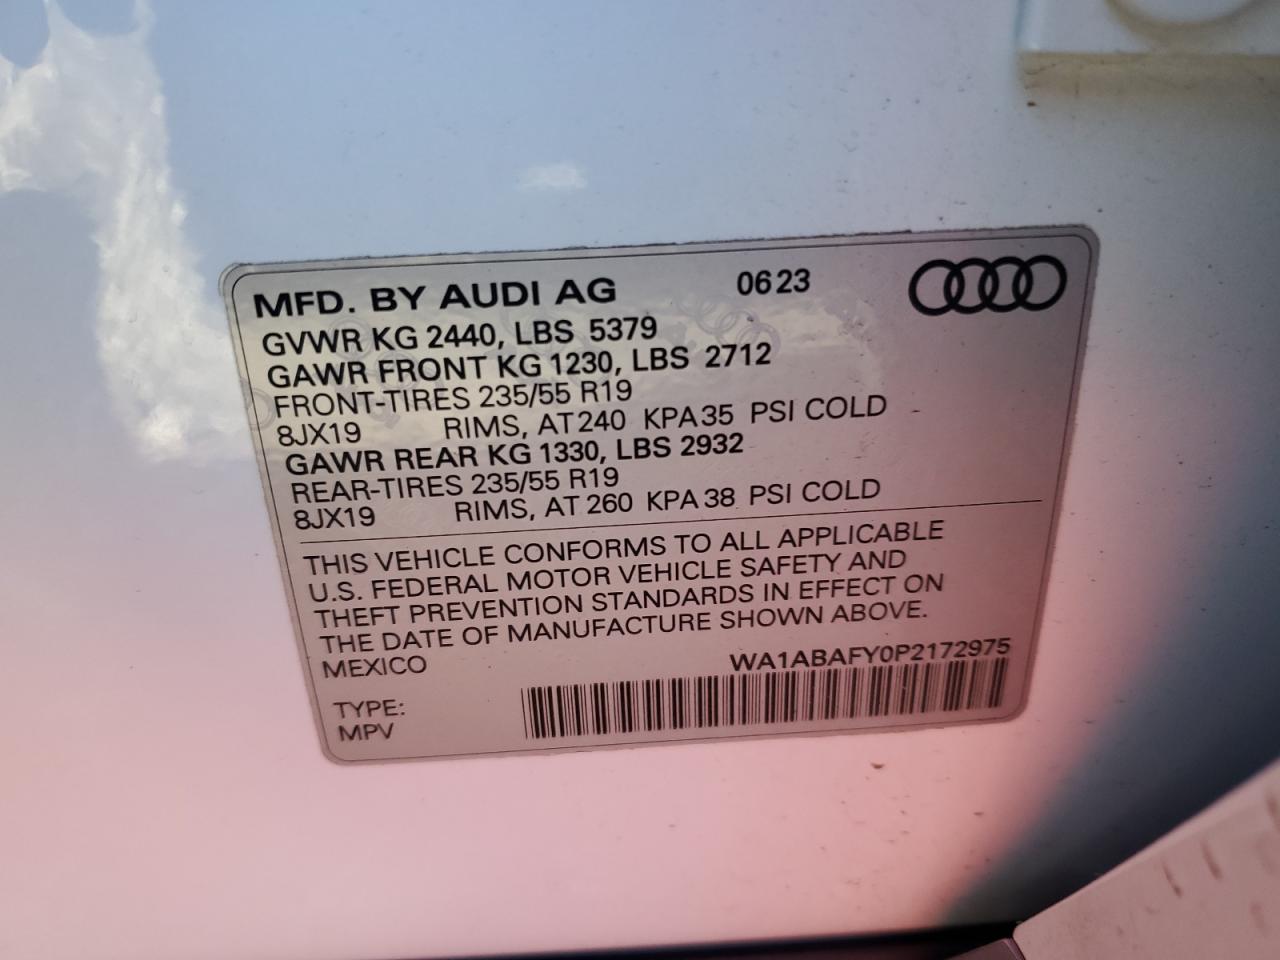 MFD. BY AUDI AG 0623
GVWR KG 2440, LBS 5379
GAWR FRONT KG 1230, LBS 2712
FRONT-TIRES 235/55 R19
8JX19 RIMS, AT 240 KPA 35 PSI COLD
GAWR REAR KG 1330, LBS 2932
REAR-TIRES 235/55 R19
8JX19 RIMS, AT 260 KPA 38 PSI COLD
THIS VEHICLE CONFORMS TO ALL APPLICABLE
U.S. FEDERAL MOTOR VEHICLE SAFETY AND
THEFT PREVENTION STANDARDS IN EFFECT ON
THE DATE OF MANUFACTURE SHOWN ABOVE.
MEXICO WA1ABAFY0P2172975
TYPE:
MPV